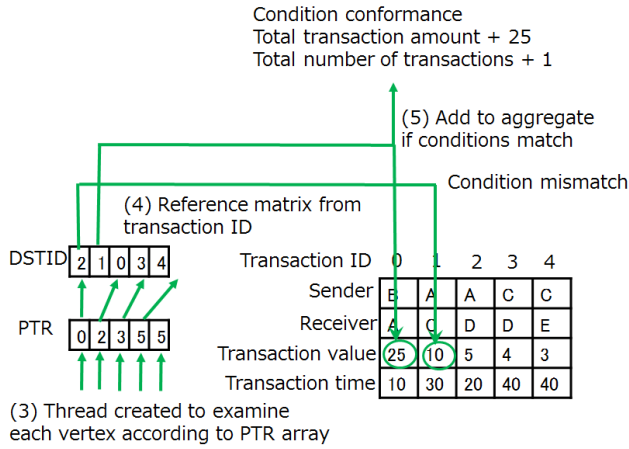 Condition conformance
Total transaction amount + 25
Total number of transactions + 1
(5) Add to aggregate
if conditions match
Condition mismatch
(4) Reference matrix from
transaction ID
DSTID 2 1 0 3 4
Transaction ID 0 1 2 3 4
Sender B A A C C
PTR 0 2 3 5 5
Receiver A C D D E
Transaction value 25 10 5 4 3
Transaction time 10 30 20 40 40
(3) Thread created to examine
each vertex according to PTR array